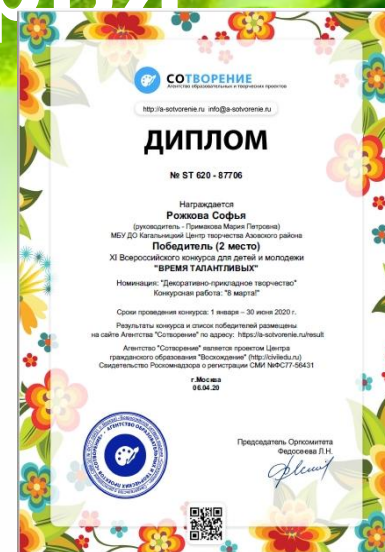 СОТВОРЕНИЕ
Агентство образовательных и творческих проектов
http://a-sotvorenie.ru info@a-sotvorenie.ru
ДИПЛОМ
№ ST 620 - 87706
Награждается
Рожкова Софья
(руководитель - Примакова Мария Петровна)
МБУ ДО Кагальницкий Центр творчества Азовского района
Победитель (2 место)
XI Всероссийского конкурса для детей и молодежи
"ВРЕМЯ ТАЛАНТЛИВЫХ"
Номинация: "Декоративно-прикладное творчество"
Конкурсная работа: "8 марта!"
Сроки проведения конкурса: 1 января – 30 июня 2020 г.
Результаты конкурса и список победителей размещены
на сайте Агентства "Сотворение" по адресу: https://a-sotvorenie.ru/result
Агентство "Сотворение" является проектом Центра
гражданского образования "Восхождение" (http://civiledu.ru)
Свидетельство Роскомнадзора о регистрации СМИ №ФС77-56431
г.Москва
06.04.20
Председатель Оргкомитета
Федосеева Л.Н.